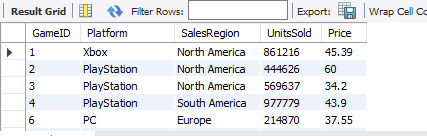 Result Grid Filter Rows: Export: Wrap Cell Co
GameID Platform SalesRegion UnitsSold Price
1 Xbox North America 861216 45.39
2 PlayStation North America 444626 60
3 PlayStation North America 569637 34.2
4 PlayStation South America 977779 43.9
6 PC Europe 214870 37.55